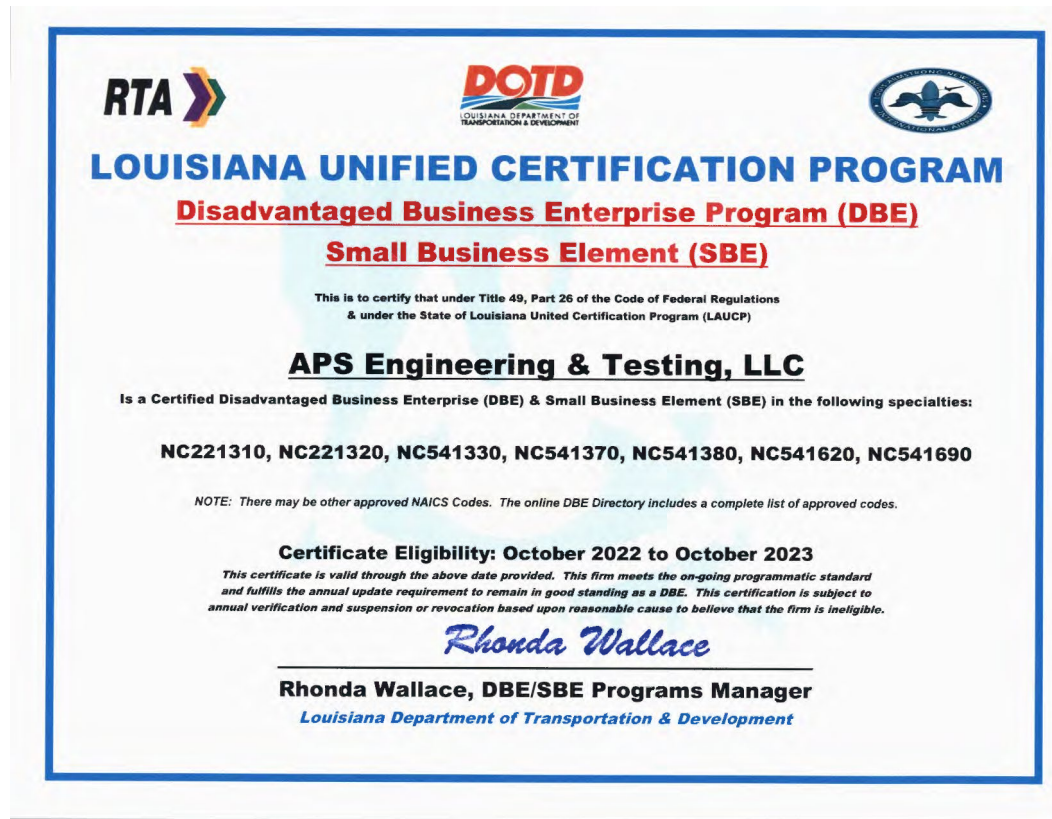 RTA
DOTD
LOUISIANA DEPARTMENT OF
TRANSPORTATION & DEVELOPMENT
LOUIS ARMSTRONG NEW ORLEANS
INTERNATIONAL AIRPORT
LOUISIANA UNIFIED CERTIFICATION PROGRAM
Disadvantaged Business Enterprise Program (DBE)
Small Business Element (SBE)
This is to certify that under Title 49, Part 26 of the Code of Federal Regulations
& under the State of Louisiana United Certification Program (LAUCP)
APS Engineering & Testing, LLC
Is a Certified Disadvantaged Business Enterprise (DBE) & Small Business Element (SBE) in the following specialties:
NC221310, NC221320, NC541330, NC541370, NC541380, NC541620, NC541690
NOTE: There may be other approved NAICS Codes. The online DBE Directory includes a complete list of approved codes.
Certificate Eligibility: October 2022 to October 2023
This certificate is valid through the above date provided. This firm meets the on-going programmatic standard
and fulfills the annual update requirement to remain in good standing as a DBE. This certification is subject to
annual verification and suspension or revocation based upon reasonable cause to believe that the firm is ineligible.
Rhonda Wallace
Rhonda Wallace, DBE/SBE Programs Manager
Louisiana Department of Transportation & Development